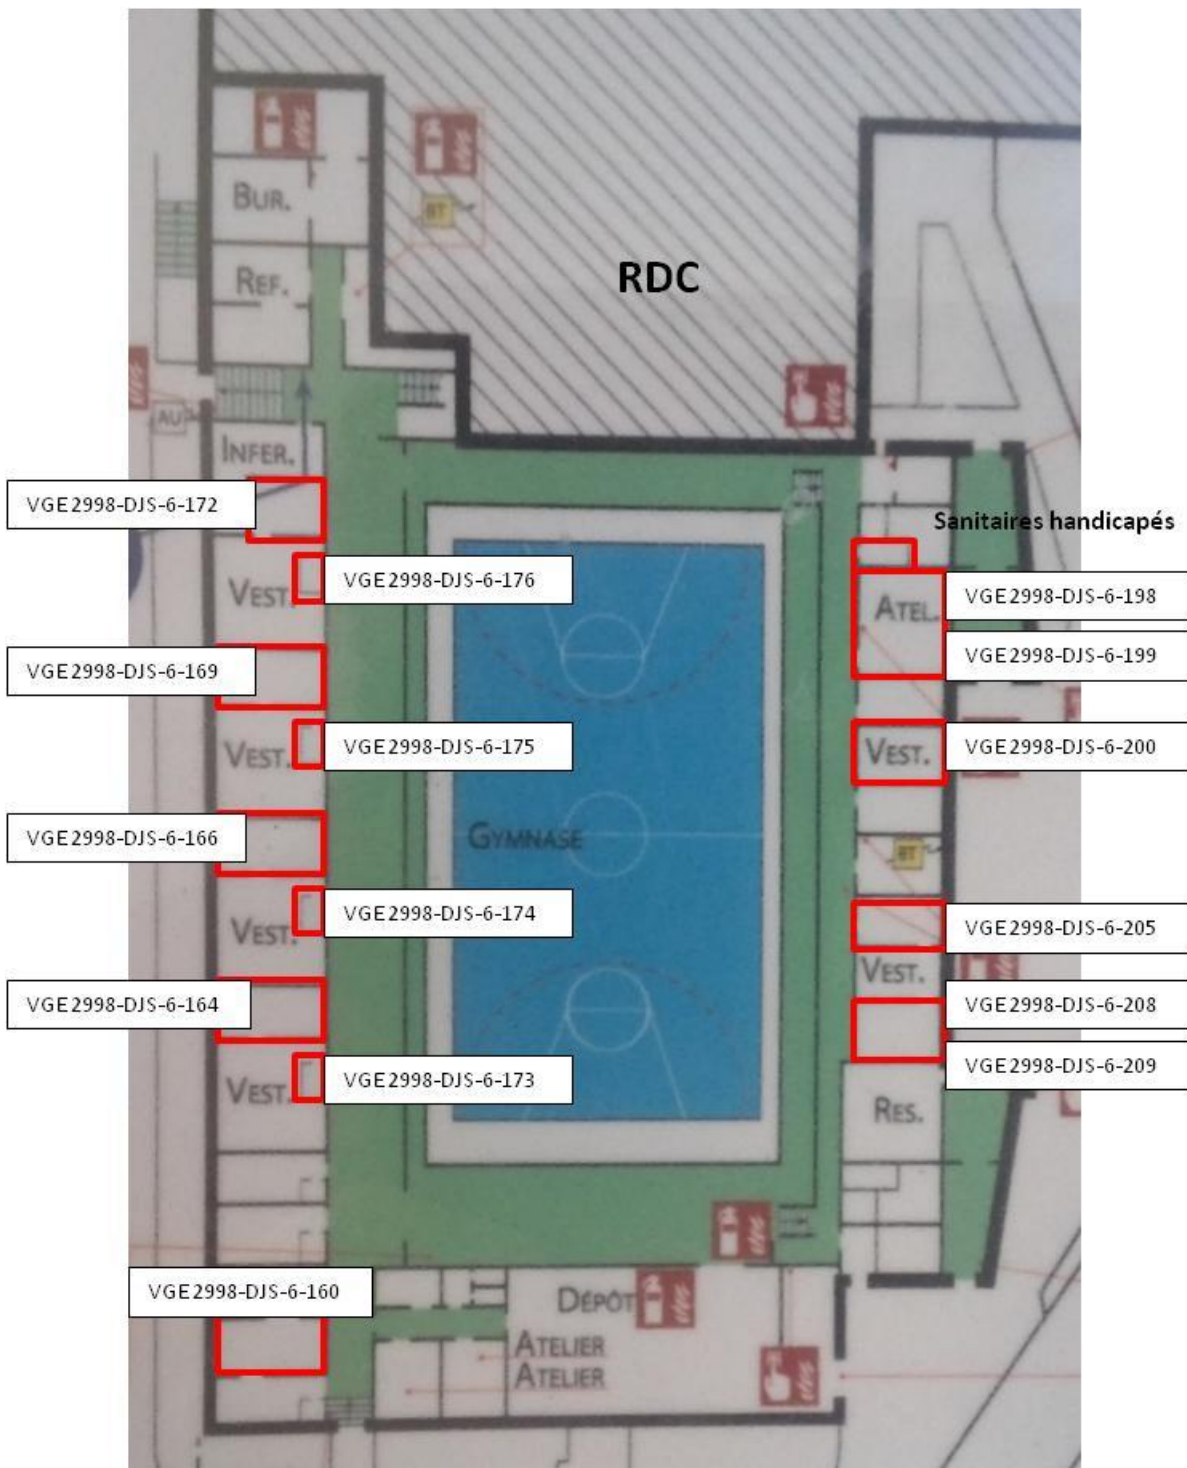 BUR.
BT
RDC
REF.
AU
INFER.
VGE2998-DJS-6-172
Sanitaires handicapés
VEST.
VGE2998-DJS-6-176
ATEL.
VGE2998-DJS-6-198
VGE2998-DJS-6-169
VGE2998-DJS-6-199
VEST.
VGE2998-DJS-6-175
VEST.
VGE2998-DJS-6-200
VGE2998-DJS-6-166
GYMNASE
BT
VEST.
VGE2998-DJS-6-174
VGE2998-DJS-6-205
VEST.
VGE2998-DJS-6-164
VGE2998-DJS-6-208
VGE2998-DJS-6-209
VEST.
VGE2998-DJS-6-173
RES.
VGE2998-DJS-6-160
DÉPÔT
ATELIER
ATELIER